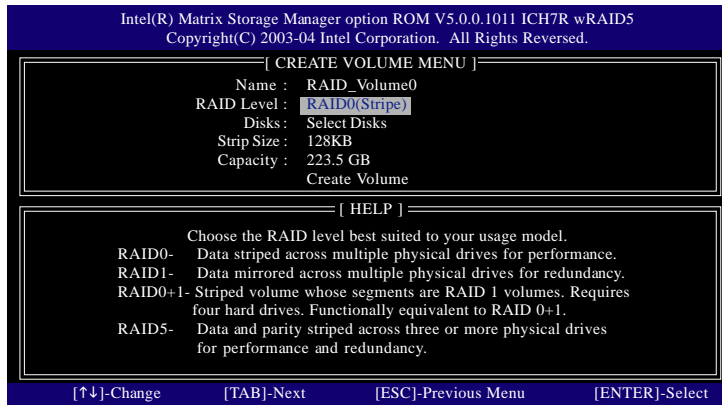 Intel(R) Matrix Storage Manager option ROM V5.0.0.1011 ICH7R wRAID5
Copyright(C) 2003-04 Intel Corporation. All Rights Reversed.
[ CREATE VOLUME MENU ]
Name : RAID_Volume0
RAID Level : RAID0(Stripe)
Disks : Select Disks
Strip Size : 128KB
Capacity : 223.5 GB
Create Volume
[ HELP ]
Choose the RAID level best suited to your usage model.
RAID0- Data striped across multiple physical drives for performance.
RAID1- Data mirrored across multiple physical drives for redundancy.
RAID0+1- Striped volume whose segments are RAID 1 volumes. Requires
four hard drives. Functionally equivalent to RAID 0+1.
RAID5- Data and parity striped across three or more physical drives
for performance and redundancy.
[↑↓]-Change [TAB]-Next [ESC]-Previous Menu [ENTER]-Select